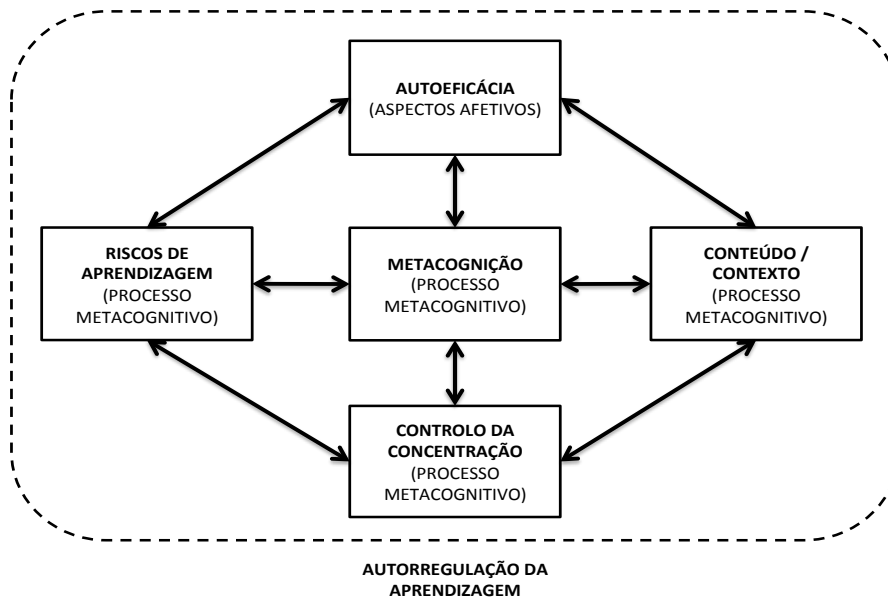 AUTOEFICÁCIA
(ASPECTOS AFETIVOS)
RISCOS DE
APRENDIZAGEM
(PROCESSO
METACOGNITIVO)
METACOGNIÇÃO
(PROCESSO
METACOGNITIVO)
CONTEÚDO /
CONTEXTO
(PROCESSO
METACOGNITIVO)
CONTROLO DA
CONCENTRAÇÃO
(PROCESSO
METACOGNITIVO)
AUTORREGULAÇÃO DA
APRENDIZAGEM